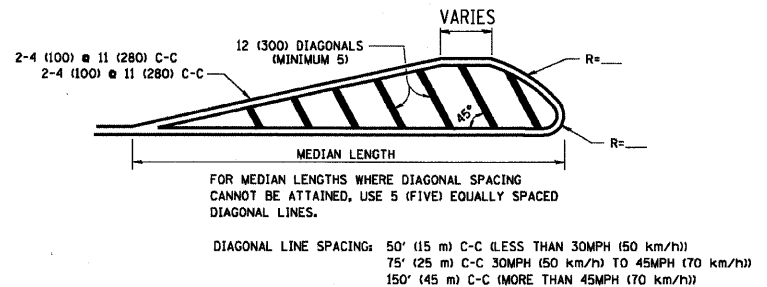 VARIES
12 (300) DIAGONALS
(MINIMUM 5)
2-4 (100) @ 11 (280) C-C
2-4 (100) @ 11 (280) C-C
R=___
45°
R=___
MEDIAN LENGTH
FOR MEDIAN LENGTHS WHERE DIAGONAL SPACING
CANNOT BE ATTAINED, USE 5 (FIVE) EQUALLY SPACED
DIAGONAL LINES.
DIAGONAL LINE SPACING: 50' (15 m) C-C (LESS THAN 30MPH (50 km/h))
75' (25 m) C-C 30MPH (50 km/h) TO 45MPH (70 km/h))
150' (45 m) C-C (MORE THAN 45MPH (70 km/h))